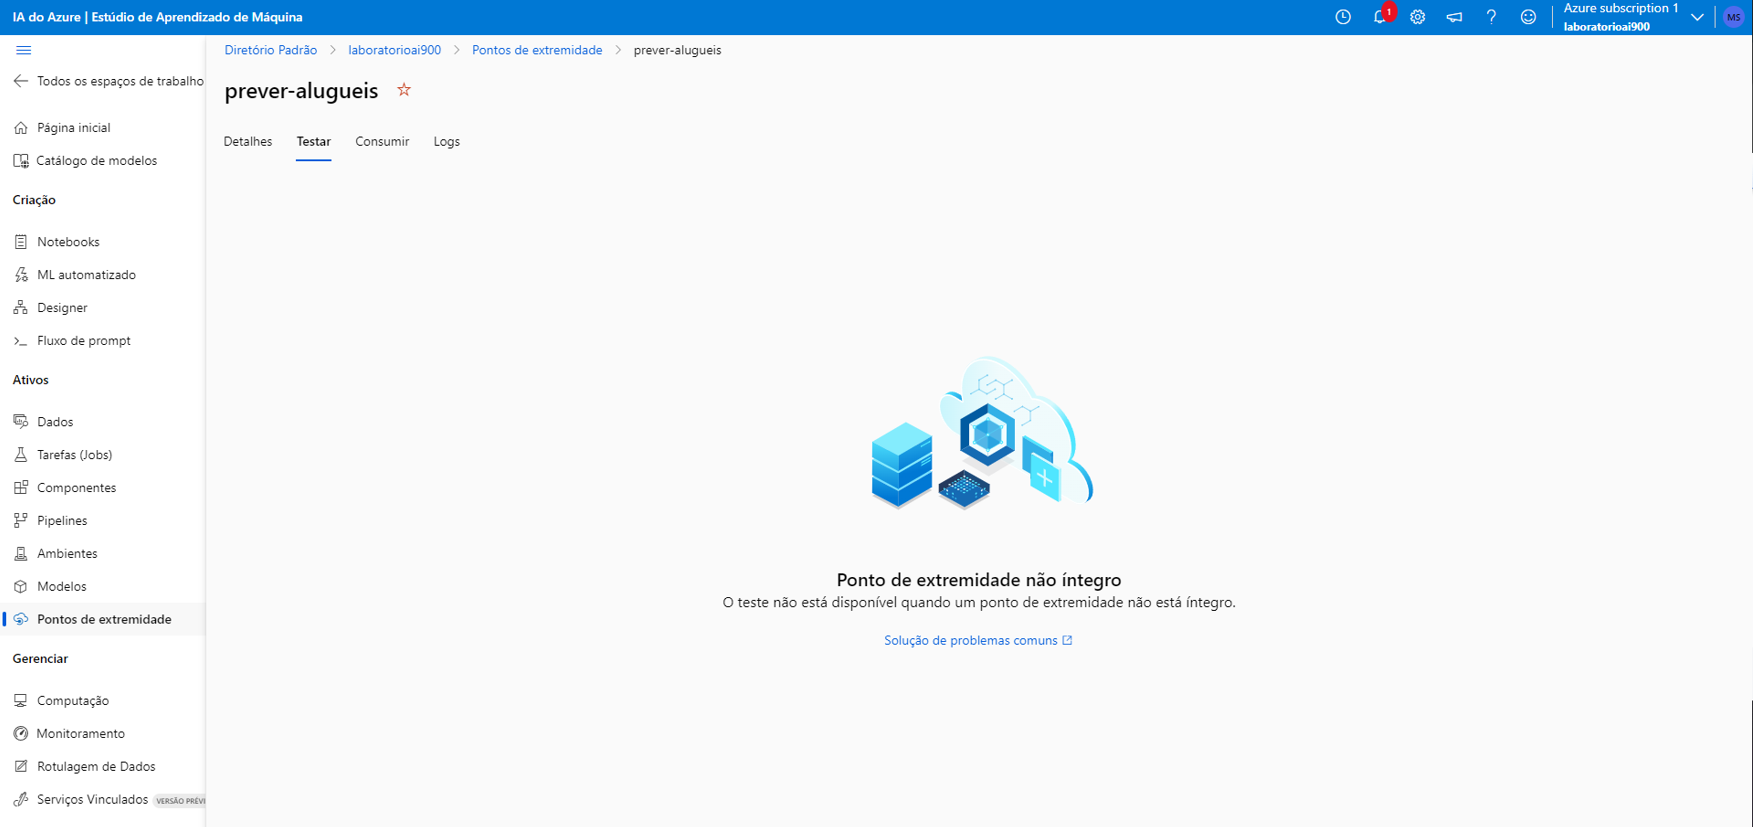 IA do Azure | Estúdio de Aprendizado de Máquina
1
Azure subscription 1
laboratorioai900
MS
Diretório Padrão > laboratorioai900 > Pontos de extremidade > prever-alugueis
Todos os espaços de trabalho
prever-alugueis
Detalhes Testar Consumir Logs
Página inicial
Catálogo de modelos
Criação
Notebooks
ML automatizado
Designer
Fluxo de prompt
Ativos
Dados
Tarefas (Jobs)
Componentes
Pipelines
Ambientes
Modelos
Pontos de extremidade
Gerenciar
Computação
Monitoramento
Rotulagem de Dados
Serviços Vinculados VERSÃO PRÉVI
Ponto de extremidade não íntegro
O teste não está disponível quando um ponto de extremidade não está íntegro.
Solução de problemas comuns